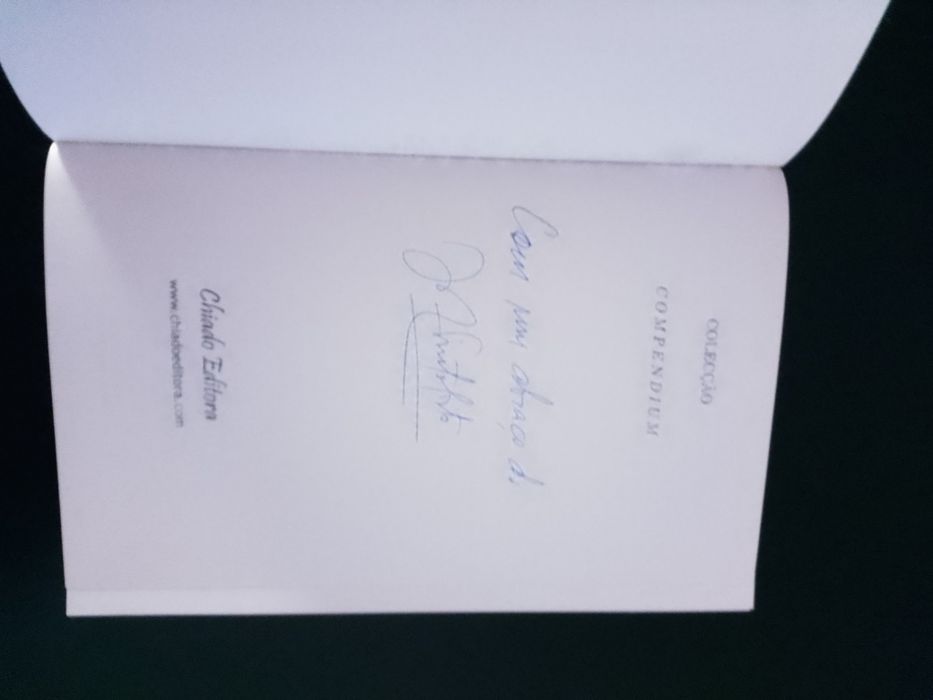 COLECÇÃO
COMPENDIUM
Com um abraço d
Chiado Editora
www.chiadoeditora.com